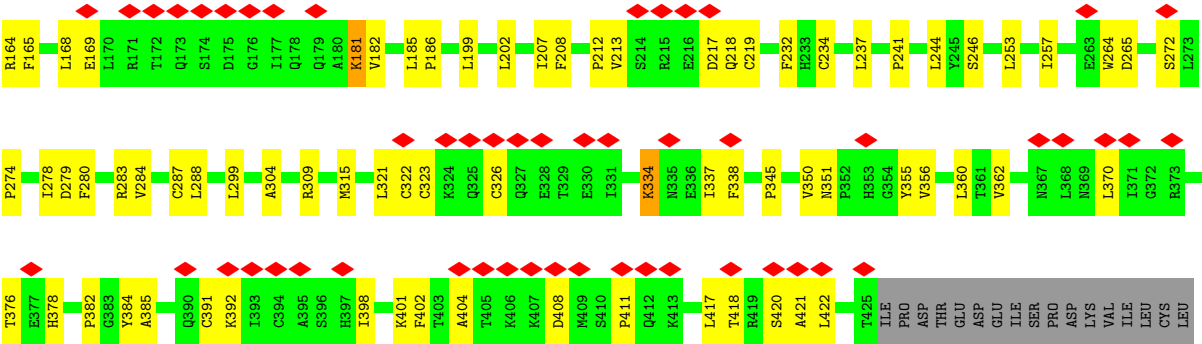 R164 F165 L168 E169 L170 R171 T172 Q173 S174 D175 G176 I177 Q178 Q179 A180 K181 V182 L185 P186 L199 L202 I207 F208 P212 V213 S214 R215 E216 D217 Q218 C219 F232 H233 C234 L237 P241 L244 Y245 S246 L253 I257 E263 W264 D265 S272 L273
P274 I278 D279 F280 R283 V284 C287 L288 L299 A304 R309 M315 L321 C322 C323 K324 Q325 C326 Q327 E328 T329 E330 I331 K334 N335 E336 I337 F338 P345 V350 N351 P352 H353 G354 Y355 V356 L360 T361 V362 N367 L368 N369 L370 I371 G372 R373
T376 E377 H378 P382 G383 Y384 A385 Q390 C391 K392 I393 C394 A395 S396 H397 I398 K401 F402 T403 A404 T405 K406 K407 D408 M409 S410 P411 Q412 K413 L417 T418 R419 S420 A421 L422 T425 ILE PRO ASP THR GLU ASP GLU ILE SER PRO ASP LYS VAL ILE LEU CYS LEU